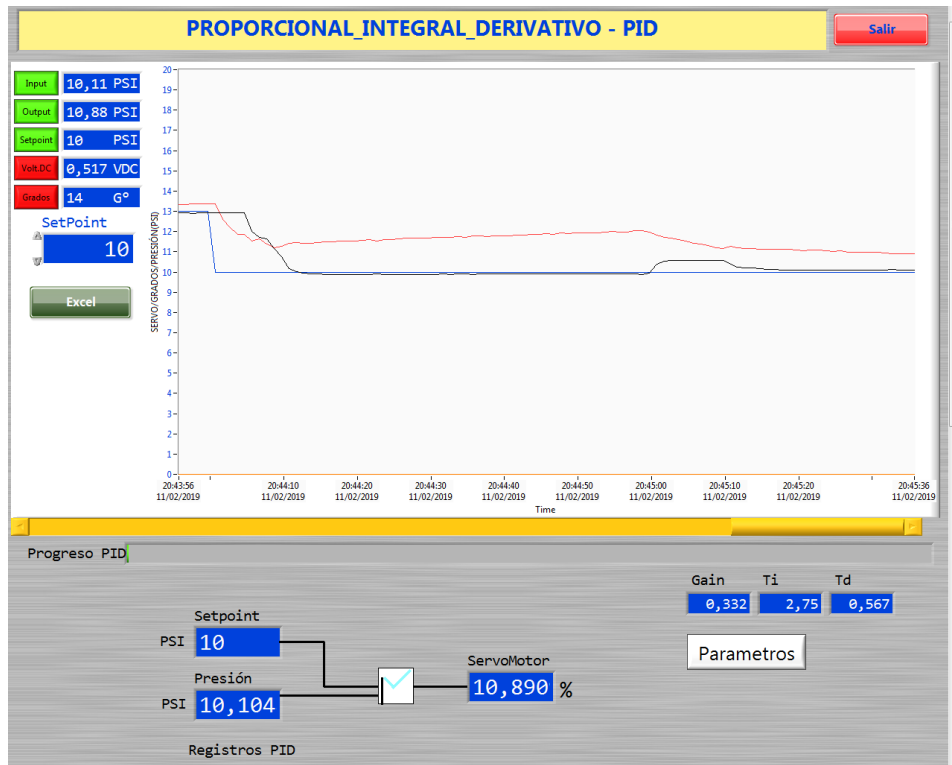 PROPORCIONAL_INTEGRAL_DERIVATIVO - PID
Salir
Input 10,11 PSI
Output 10,88 PSI
Setpoint 10 PSI
Volt.DC 0,517 VDC
Grados 14 G°
SetPoint
10
Excel
SERVO/GRADOS/PRESIÓN(PSI)
20
19
18
17
16
15
14
13
12
11
10
9
8
7
6
5
4
3
2
1
0
20:43:56 20:44:10 20:44:20 20:44:30 20:44:40 20:44:50 20:45:00 20:45:10 20:45:20 20:45:36
11/02/2019 11/02/2019 11/02/2019 11/02/2019 11/02/2019 11/02/2019 11/02/2019 11/02/2019 11/02/2019 11/02/2019
Time
Progreso PID
Gain Ti Td
0,332 2,75 0,567
Parametros
Setpoint
PSI 10
Presión
PSI 10,104
ServoMotor
10,890 %
Registros PID